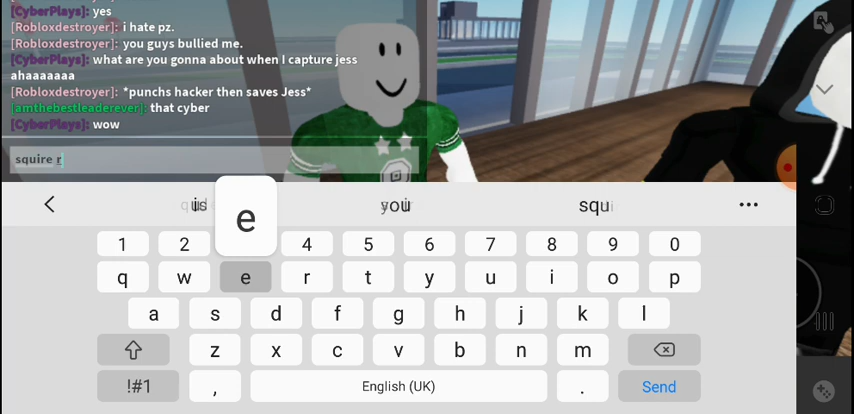 [CyberPlays]: yes
[Robloxdestroyer]: i hate pz.
[Robloxdestroyer]: you guys bullied me.
[CyberPlays]: what are you gonna about when I capture jess
ahaaaaaaa
[Robloxdestroyer]: *punchs hacker then saves Jess*
[amthebestleaderever]: that cyber
[CyberPlays]: wow
squire r
is you squ
e
1 2 4 5 6 7 8 9 0
q w e r t y u i o p
a s d f g h j k l
z x c v b n m
!#1 , English (UK) . Send